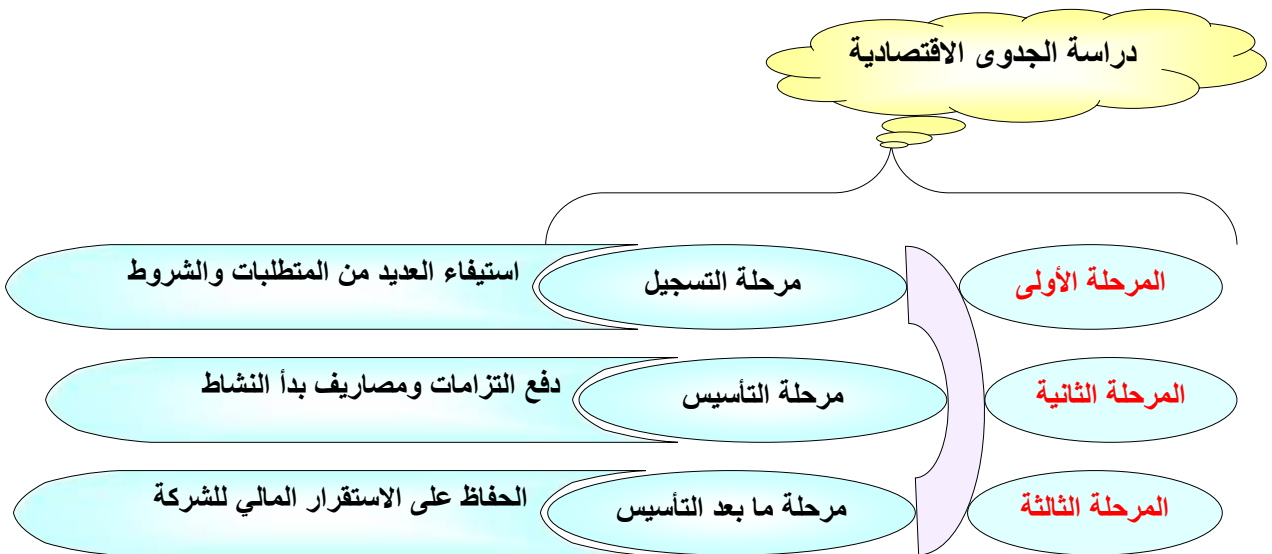 دراسة الجدوى الاقتصادية
المرحلة الأولى
مرحلة التسجيل
استيفاء العديد من المتطلبات والشروط
المرحلة الثانية
مرحلة التأسيس
دفع التزامات ومصاريف بدأ النشاط
المرحلة الثالثة
مرحلة ما بعد التأسيس
الحفاظ على الاستقرار المالي للشركة